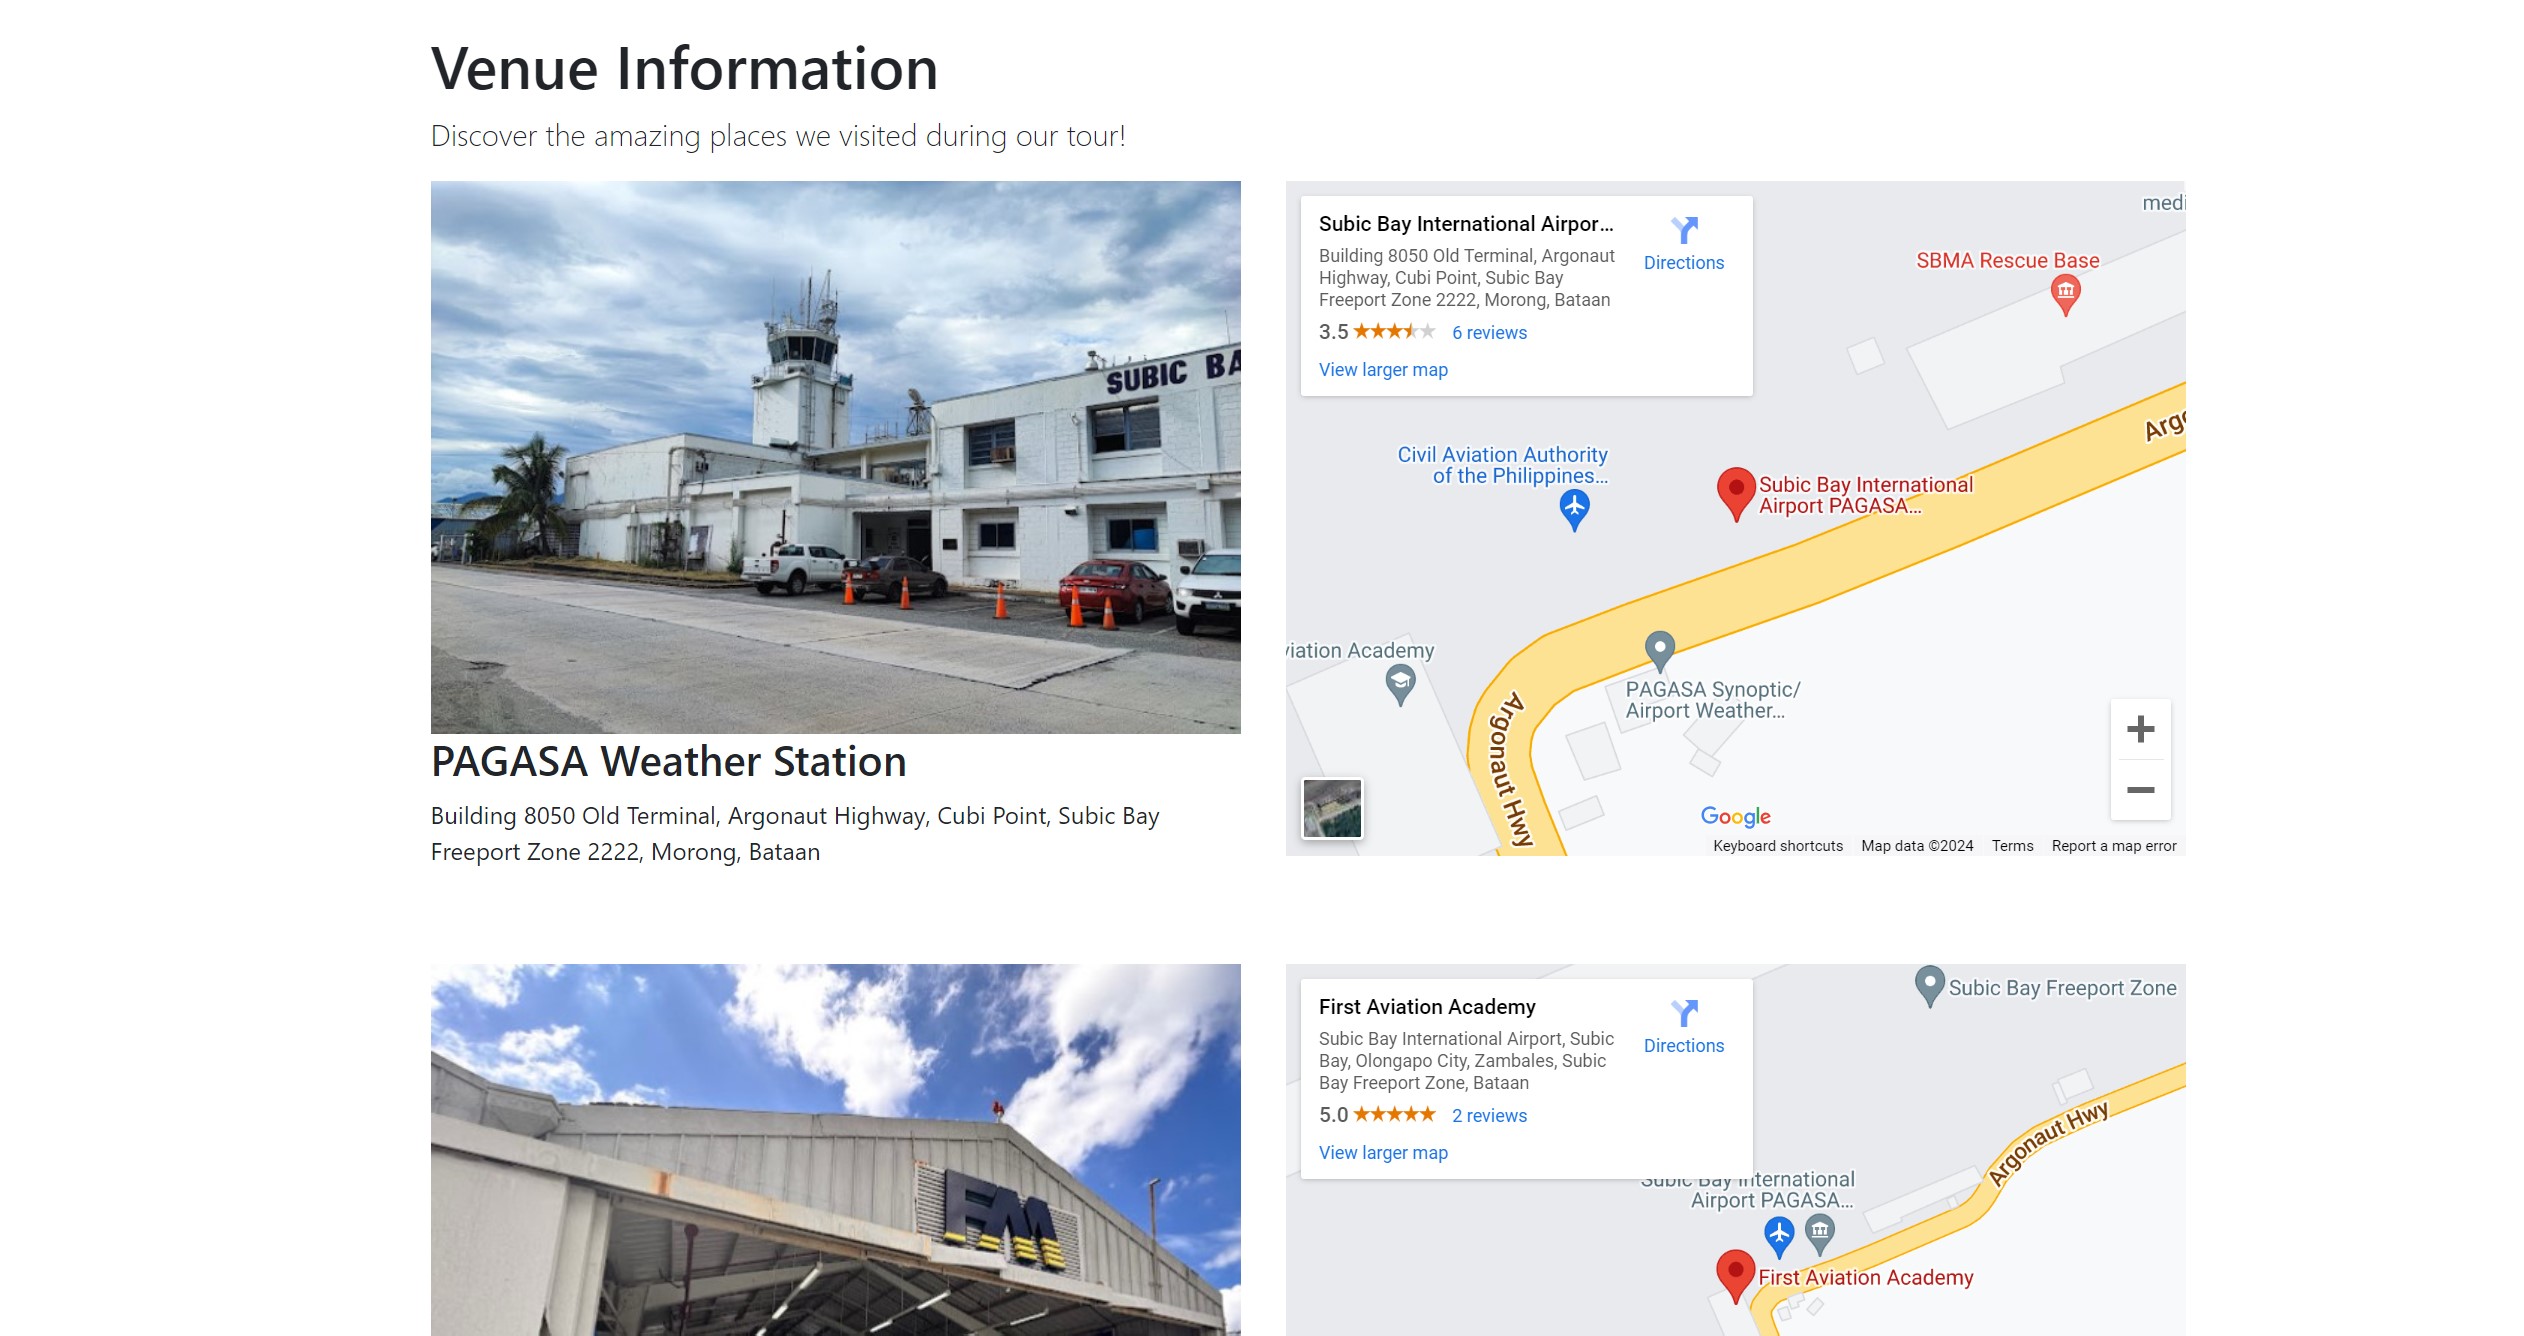 Venue Information
Discover the amazing places we visited during our tour!
SUBIC BA
PAGASA Weather Station
Building 8050 Old Terminal, Argonaut Highway, Cubi Point, Subic Bay
Freeport Zone 2222, Morong, Bataan
Subic Bay International Airpor...
Building 8050 Old Terminal, Argonaut
Highway, Cubi Point, Subic Bay
Freeport Zone 2222, Morong, Bataan
Directions
3.5
6 reviews
View larger map
medi
SBMA Rescue Base
Argo
Civil Aviation Authority
of the Philippines...
Subic Bay International
Airport PAGASA...
viation Academy
PAGASA Synoptic/
Airport Weather...
Argonaut Hwy
Google
Keyboard shortcuts
Map data ©2024
Terms
Report a map error
FAA
First Aviation Academy
Subic Bay International Airport, Subic
Bay, Olongapo City, Zambales, Subic
Bay Freeport Zone, Bataan
Directions
5.0
2 reviews
View larger map
Subic Bay Freeport Zone
Argonaut Hwy
Subic Bay International
Airport PAGASA...
First Aviation Academy